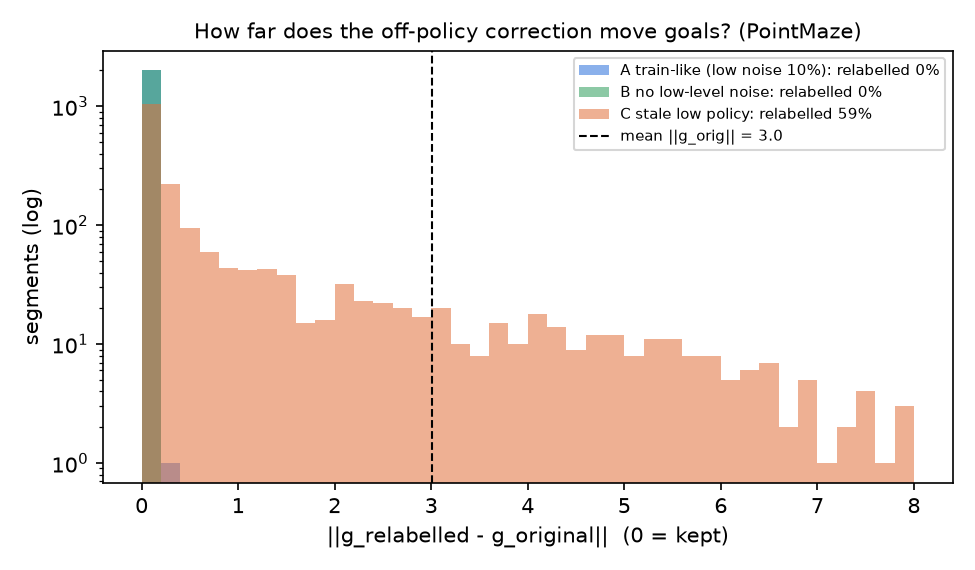 How far does the off-policy correction move goals? (PointMaze)
A train-like (low noise 10%): relabelled 0%
B no low-level noise: relabelled 0%
C stale low policy: relabelled 59%
mean ||g_orig|| = 3.0
segments (log)
10³
10²
10¹
10⁰
0 1 2 3 4 5 6 7 8
||g_relabelled - g_original||  (0 = kept)